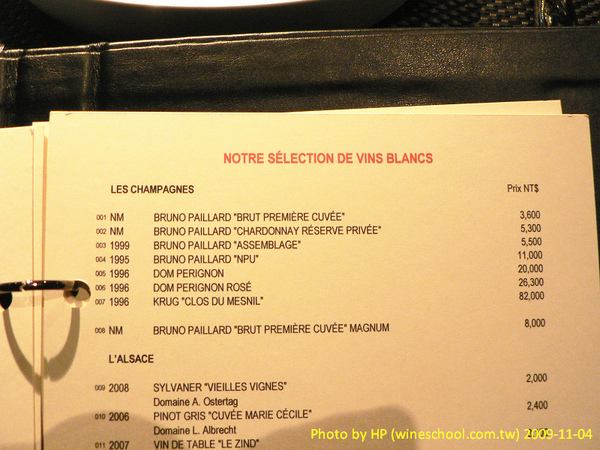 NOTRE SÉLECTION DE VINS BLANCS
LES CHAMPAGNES Prix NT$
001 NM BRUNO PAILLARD "BRUT PREMIÈRE CUVÉE" 3,600
002 NM BRUNO PAILLARD "CHARDONNAY RÉSERVE PRIVÉE" 5,300
003 1999 BRUNO PAILLARD "ASSEMBLAGE" 5,500
004 1995 BRUNO PAILLARD "NPU" 11,000
005 1996 DOM PERIGNON 20,000
006 1996 DOM PERIGNON ROSÉ 26,300
007 1996 KRUG "CLOS DU MESNIL" 82,000
008 NM BRUNO PAILLARD "BRUT PREMIÈRE CUVÉE" MAGNUM 8,000
L'ALSACE
009 2008 SYLVANER "VIEILLES VIGNES" 2,000
Domaine A. Ostertag
010 2006 PINOT GRIS "CUVÉE MARIE CÉCILE" 2,400
Domaine L. Albrecht
011 2007 VIN DE TABLE "LE ZIND"
Photo by HP (wineschool.com.tw) 2009-11-04